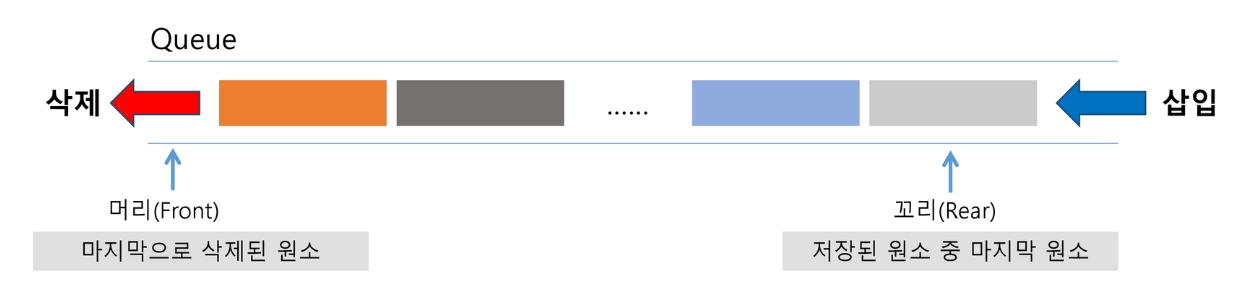 Queue
삭제
......
삽입
머리(Front)
꼬리(Rear)
마지막으로 삭제된 원소
저장된 원소 중 마지막 원소